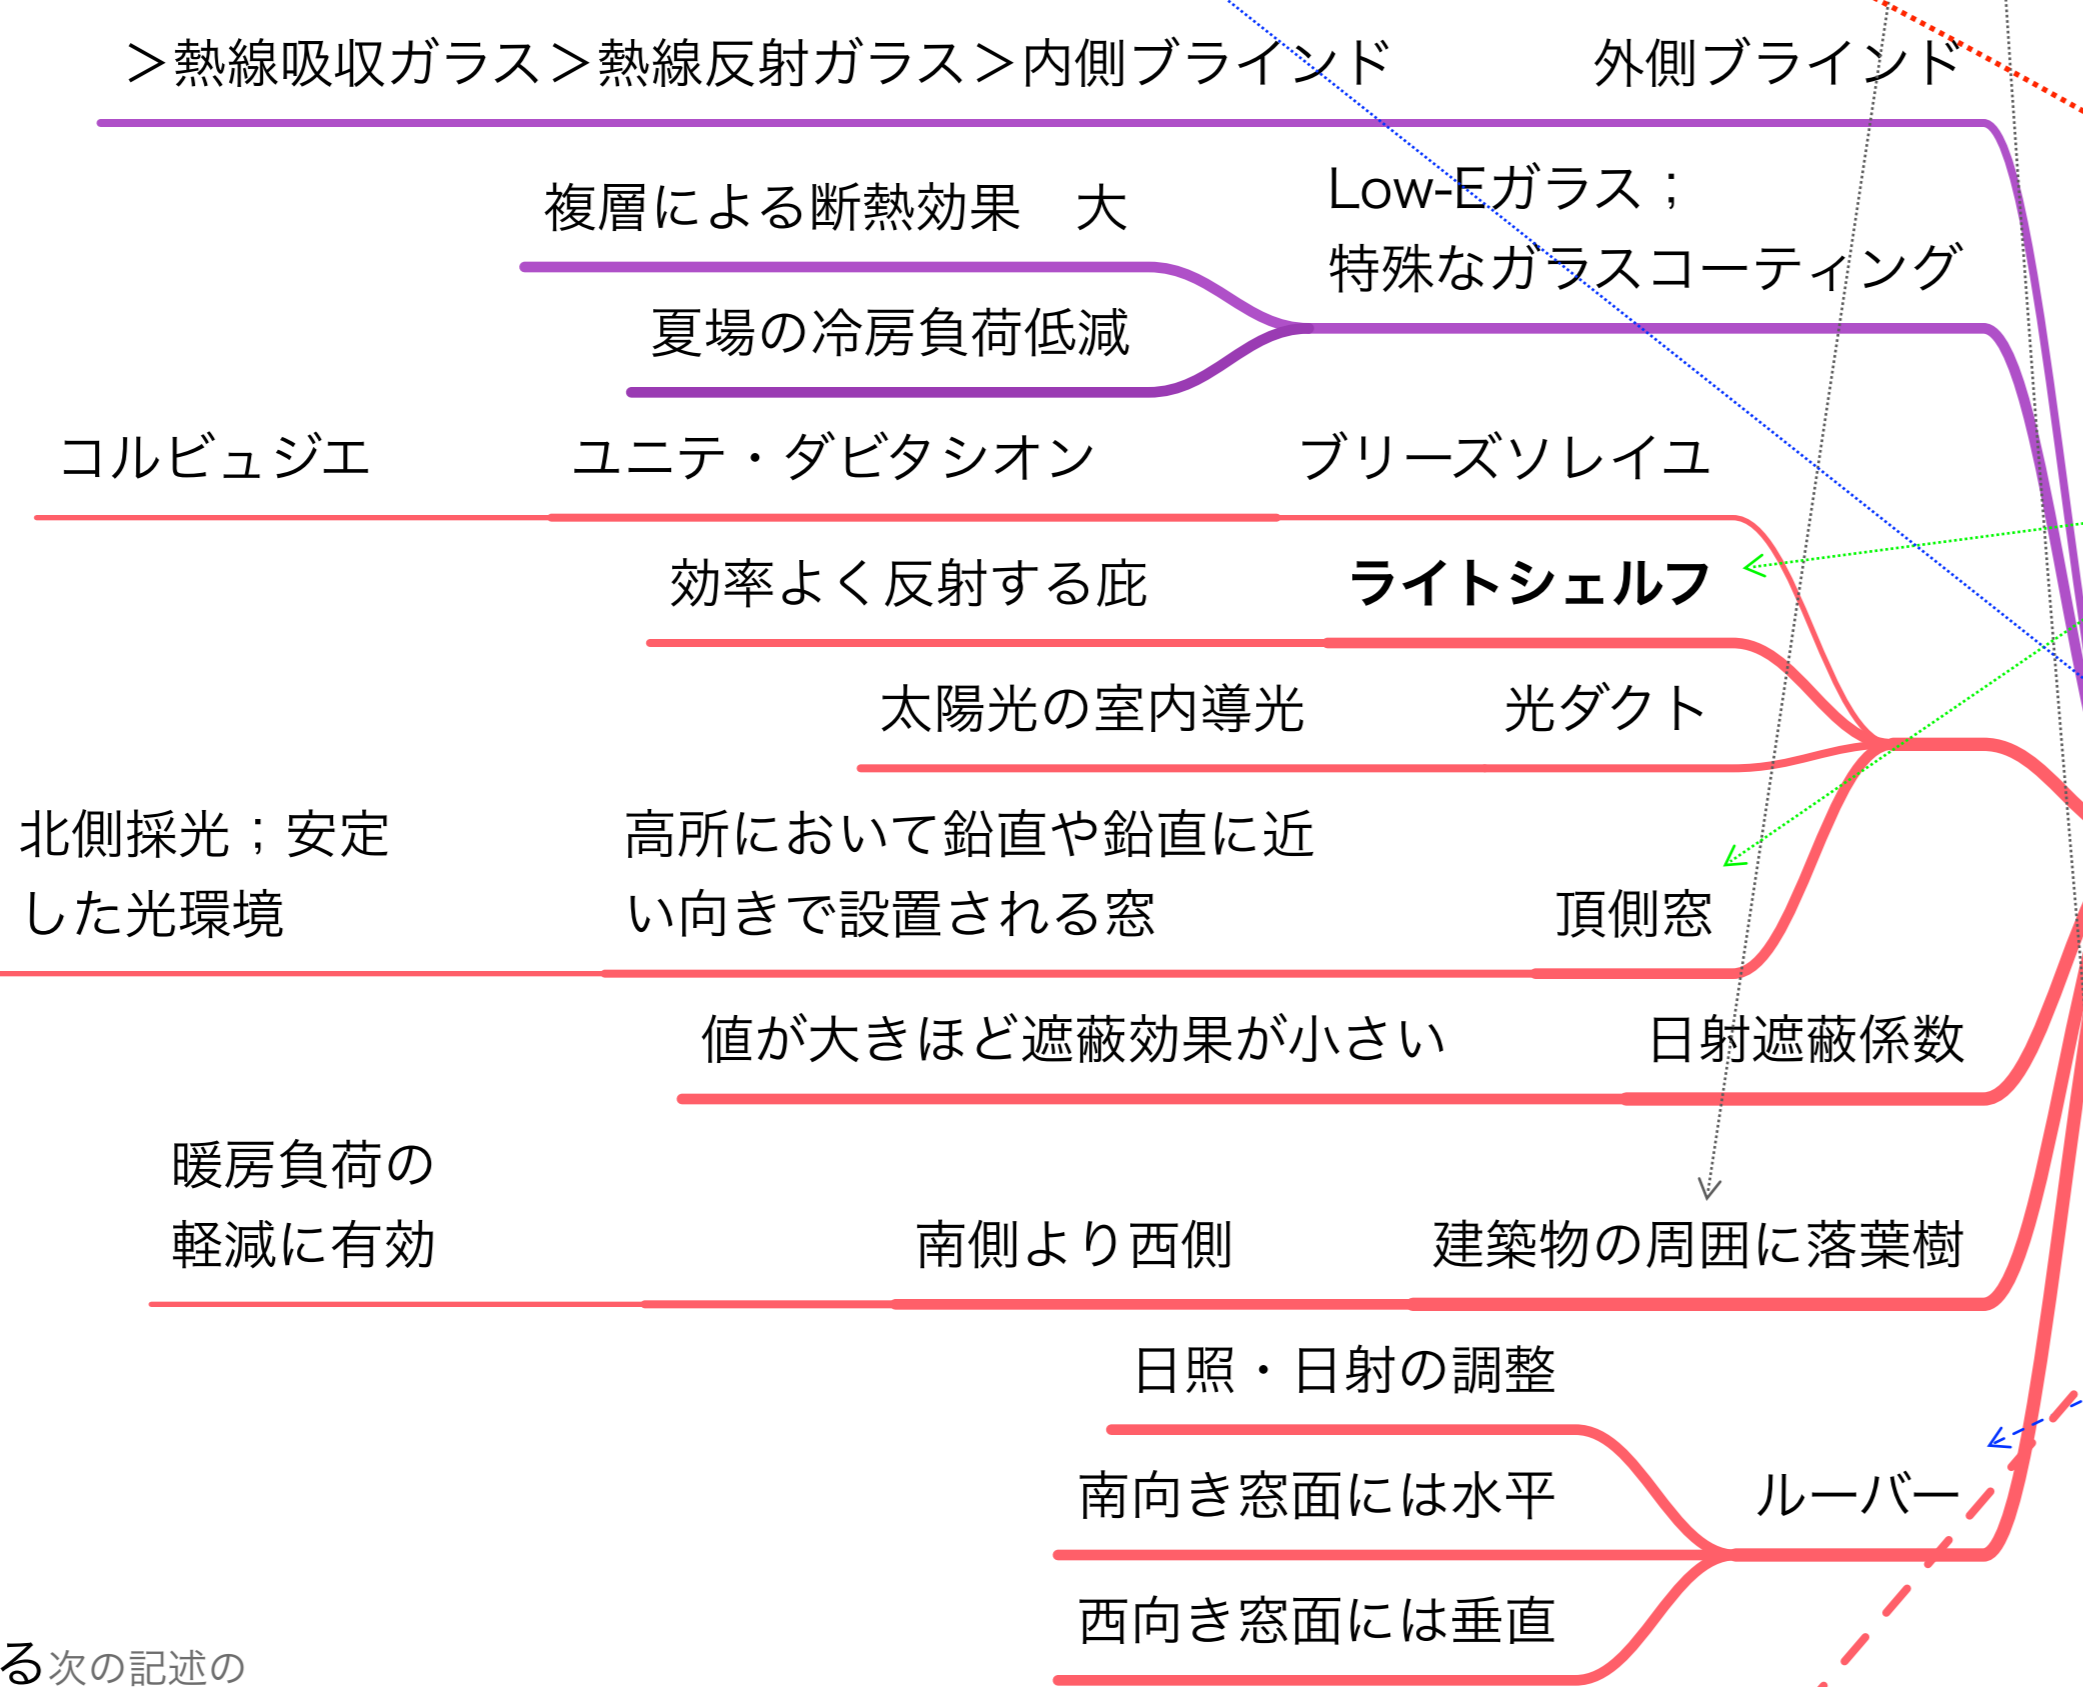 ＞熱線吸収ガラス＞熱線反射ガラス＞内側ブラインド
外側ブラインド
複層による断熱効果　大
Low-Eガラス；
特殊なガラスコーティング
夏場の冷房負荷低減
コルビュジエ
ユニテ・ダビタシオン
ブリーズソレイユ
効率よく反射する庇
ライトシェルフ
太陽光の室内導光
光ダクト
北側採光；安定
した光環境
高所において鉛直や鉛直に近
い向きで設置される窓
頂側窓
値が大きほど遮蔽効果が小さい
日射遮蔽係数
暖房負荷の
軽減に有効
南側より西側
建築物の周囲に落葉樹
日照・日射の調整
南向き窓面には水平
ルーバー
西向き窓面には垂直
る次の記述の